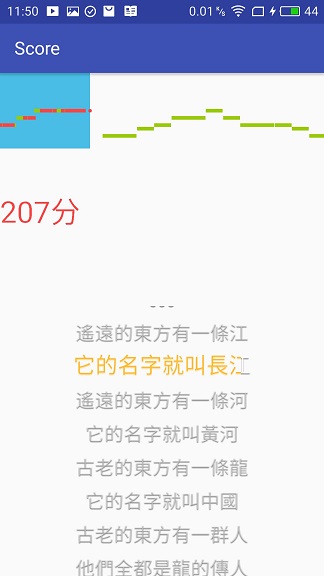 11:50
0.01 K/s
44
Score
207分
遙遠的東方有一條江
它的名字就叫長江
遙遠的東方有一條河
它的名字就叫黃河
古老的東方有一條龍
它的名字就叫中國
古老的東方有一群人
他們全都是龍的傳人